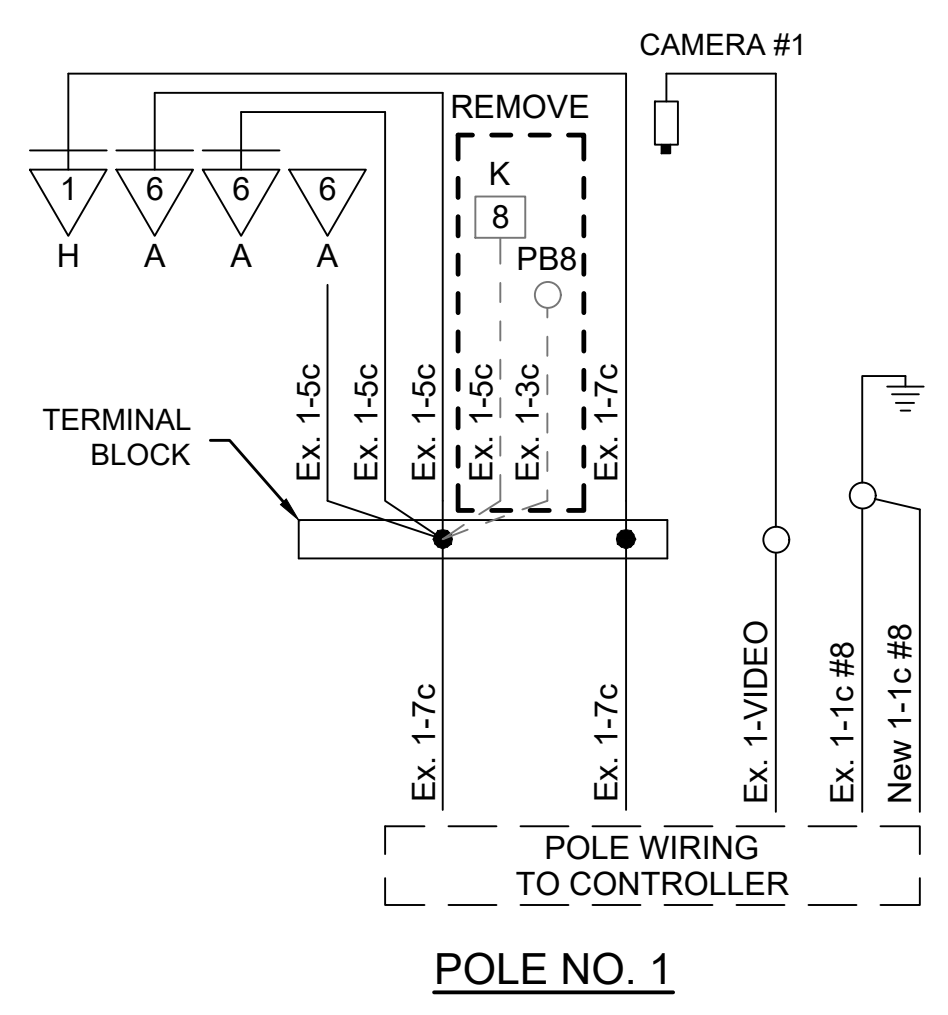 CAMERA #1
REMOVE
1
6
6
6
H
A
A
A
K
8
PB8
Ex. 1-5c
Ex. 1-5c
Ex. 1-5c
Ex. 1-5c
Ex. 1-3c
Ex. 1-7c
TERMINAL
BLOCK
Ex. 1-7c
Ex. 1-7c
Ex. 1-VIDEO
Ex. 1-1c #8
New 1-1c #8
POLE WIRING
TO CONTROLLER
POLE NO. 1